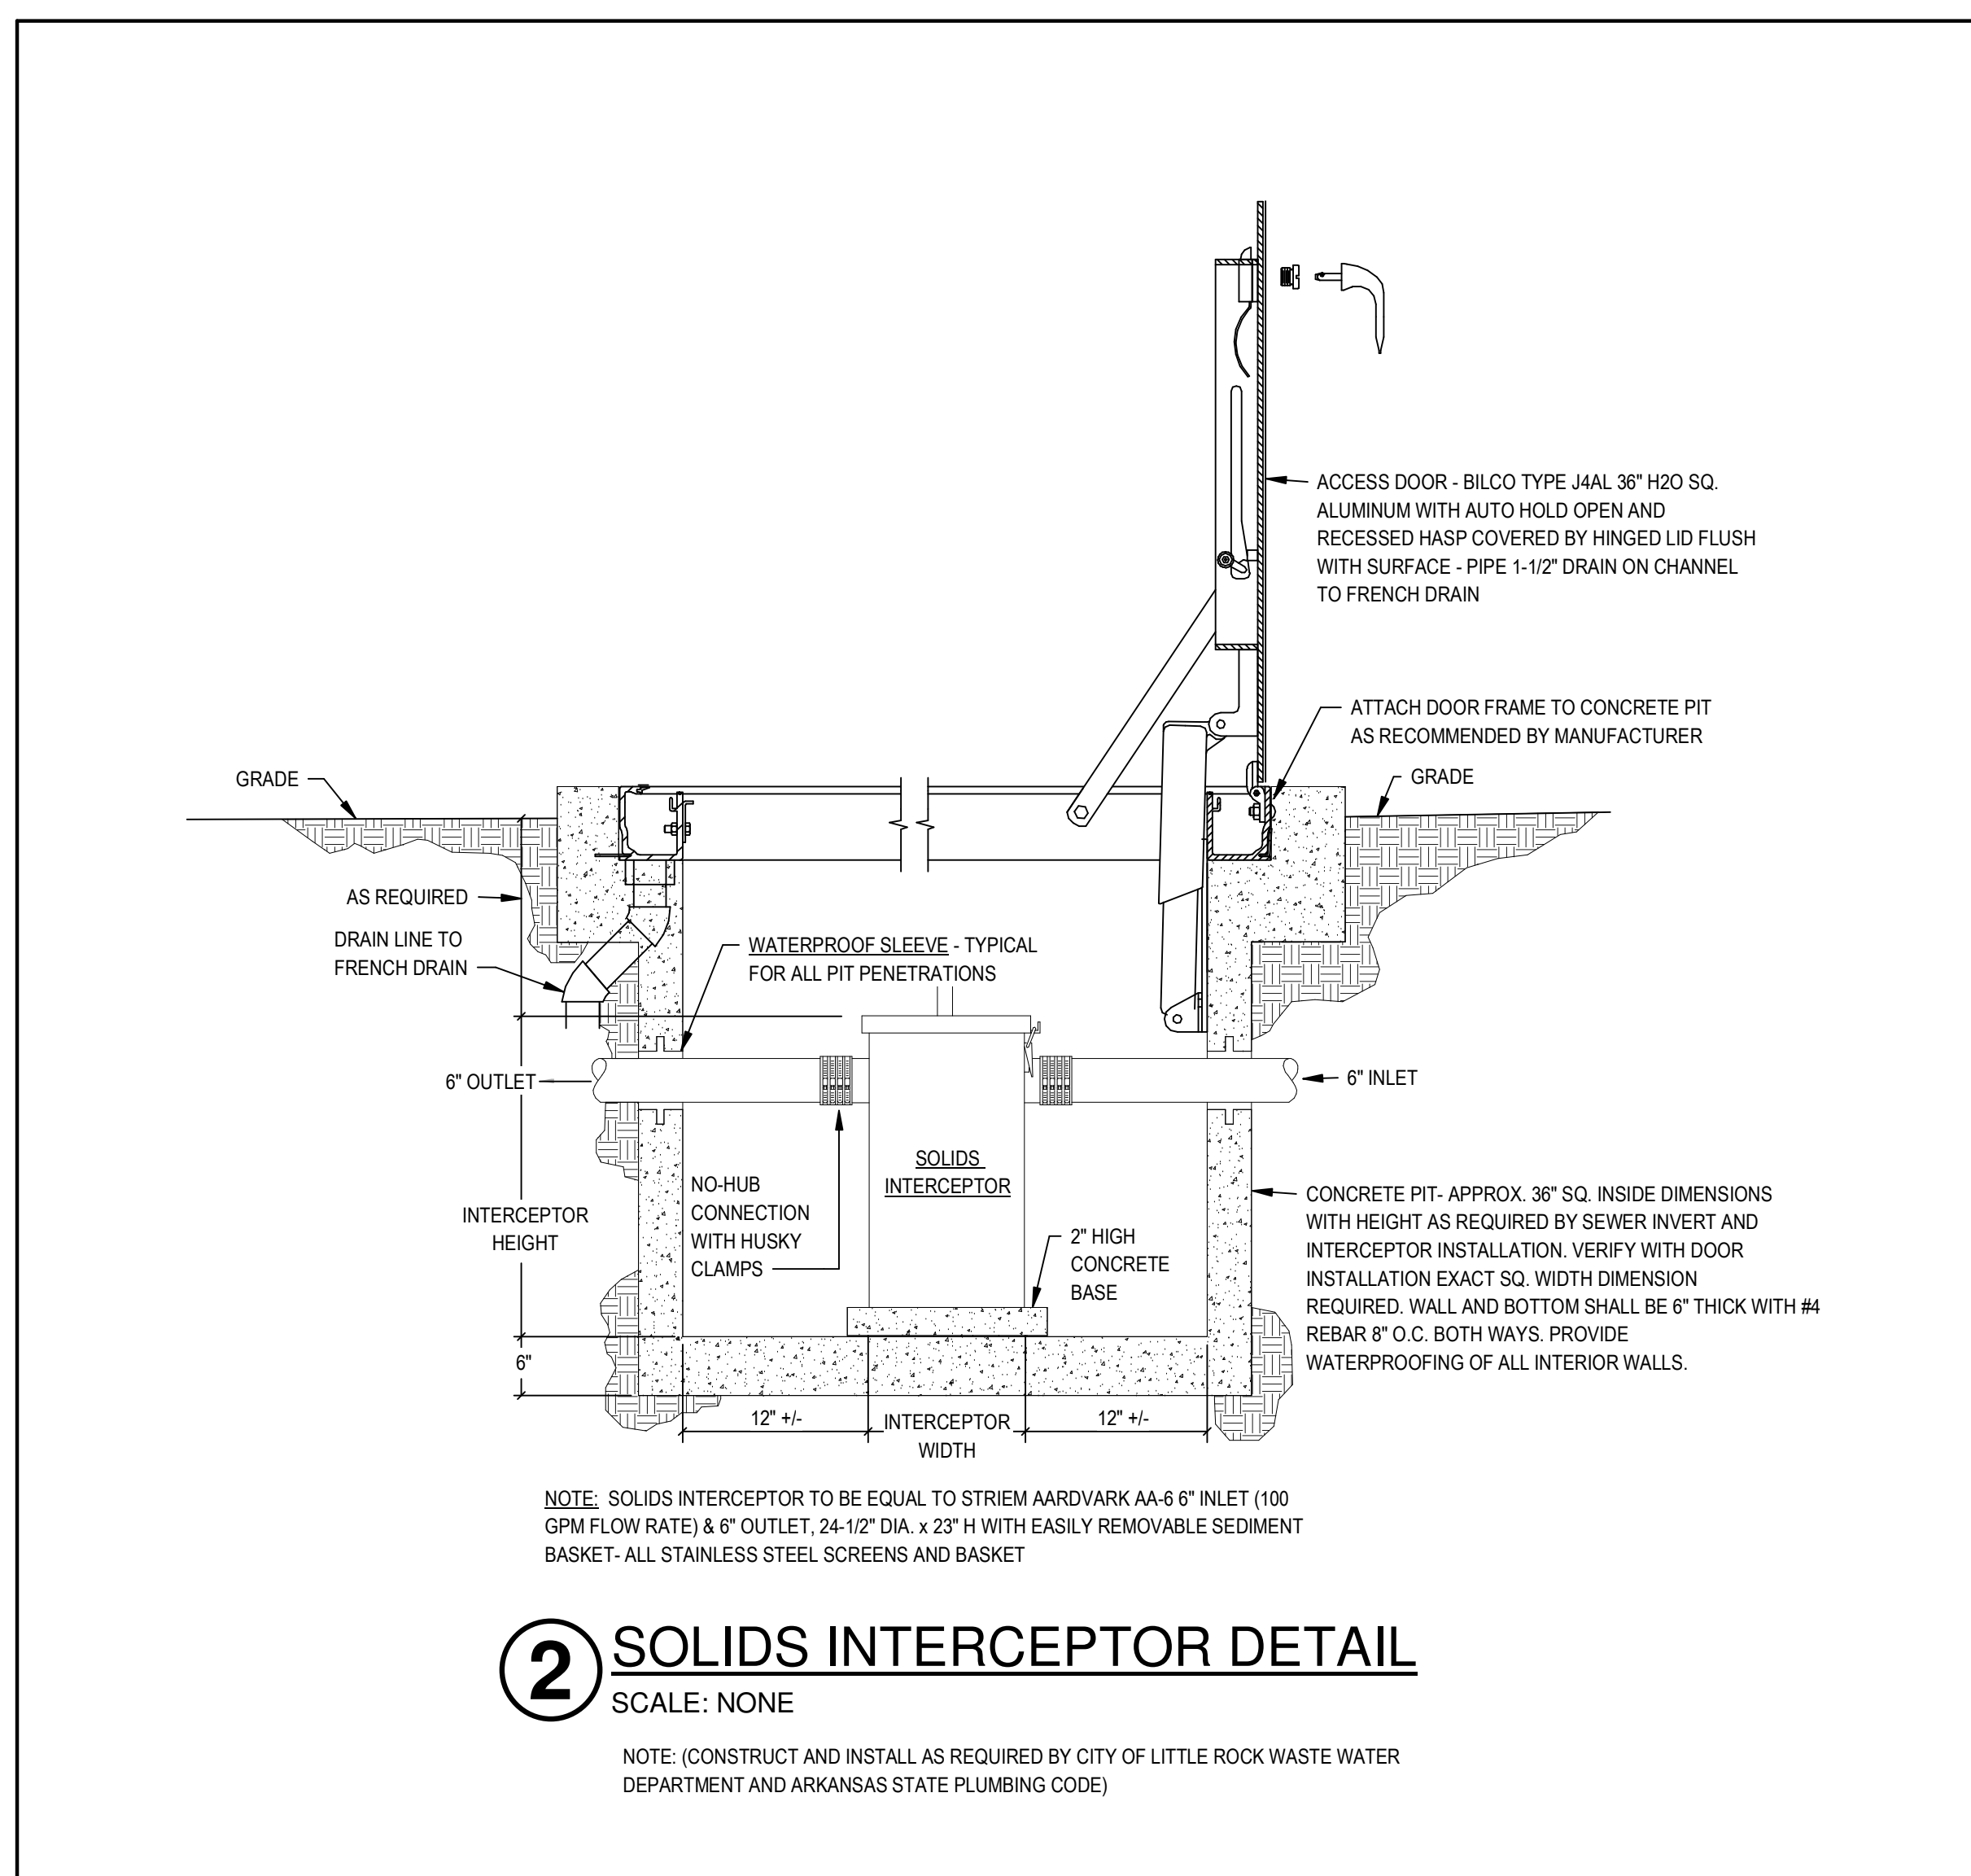 ACCESS DOOR - BILCO TYPE J4AL 36" H2O SQ.
ALUMINUM WITH AUTO HOLD OPEN AND
RECESSED HASP COVERED BY HINGED LID FLUSH
WITH SURFACE - PIPE 1-1/2" DRAIN ON CHANNEL
TO FRENCH DRAIN
ATTACH DOOR FRAME TO CONCRETE PIT
AS RECOMMENDED BY MANUFACTURER
GRADE
GRADE
AS REQUIRED
DRAIN LINE TO
FRENCH DRAIN
WATERPROOF SLEEVE - TYPICAL
FOR ALL PIT PENETRATIONS
6" OUTLET
6" INLET
SOLIDS
INTERCEPTOR
NO-HUB
CONNECTION
WITH HUSKY
CLAMPS
INTERCEPTOR
HEIGHT
2" HIGH
CONCRETE
BASE
CONCRETE PIT- APPROX. 36" SQ. INSIDE DIMENSIONS
WITH HEIGHT AS REQUIRED BY SEWER INVERT AND
INTERCEPTOR INSTALLATION. VERIFY WITH DOOR
INSTALLATION EXACT SQ. WIDTH DIMENSION
REQUIRED. WALL AND BOTTOM SHALL BE 6" THICK WITH #4
REBAR 8" O.C. BOTH WAYS. PROVIDE
WATERPROOFING OF ALL INTERIOR WALLS.
6"
12" +/-
INTERCEPTOR
WIDTH
12" +/-
NOTE: SOLIDS INTERCEPTOR TO BE EQUAL TO STRIEM AARDVARK AA-6 6" INLET (100
GPM FLOW RATE) & 6" OUTLET, 24-1/2" DIA. x 23" H WITH EASILY REMOVABLE SEDIMENT
BASKET- ALL STAINLESS STEEL SCREENS AND BASKET
2 SOLIDS INTERCEPTOR DETAIL
SCALE: NONE
NOTE: (CONSTRUCT AND INSTALL AS REQUIRED BY CITY OF LITTLE ROCK WASTE WATER
DEPARTMENT AND ARKANSAS STATE PLUMBING CODE)